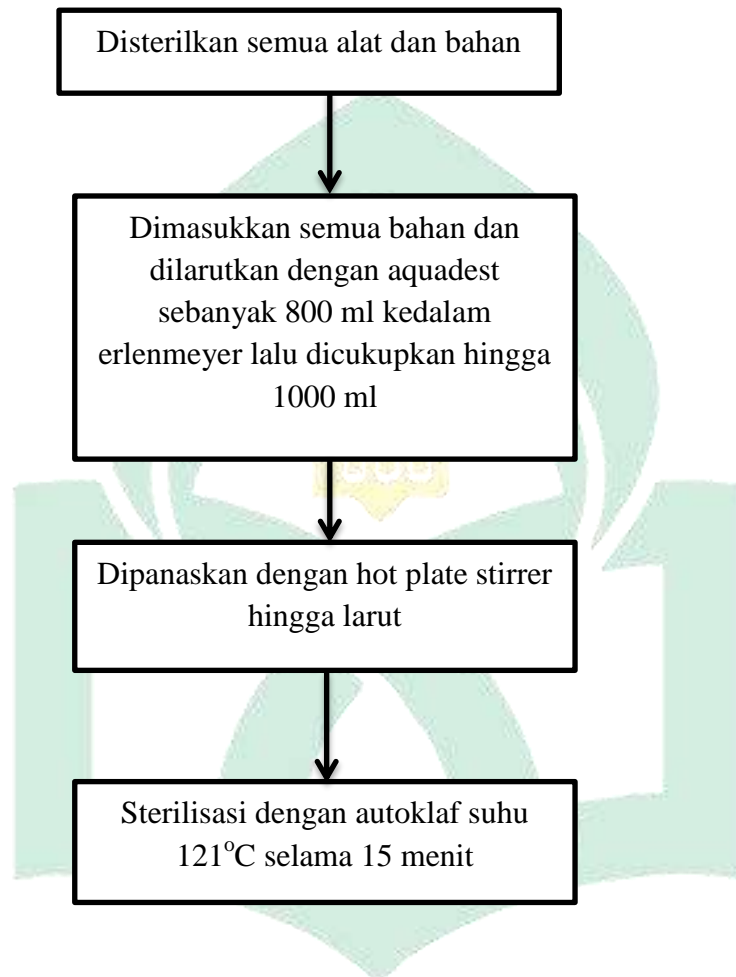 Disterilkan semua alat dan bahan
Dimasukkan semua bahan dan
dilarutkan dengan aquadest
sebanyak 800 ml kedalam
erlenmeyer lalu dicukupkan hingga
1000 ml
Dipanaskan dengan hot plate stirrer
hingga larut
Sterilisasi dengan autoklaf suhu
121°C selama 15 menit